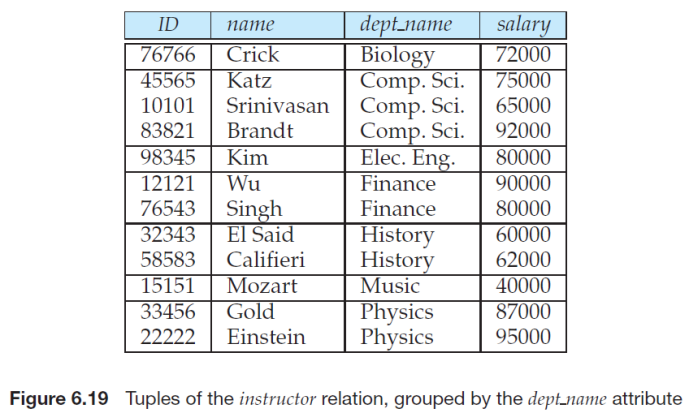 ID name dept_name salary
76766 Crick Biology 72000
45565 Katz Comp. Sci. 75000
10101 Srinivasan Comp. Sci. 65000
83821 Brandt Comp. Sci. 92000
98345 Kim Elec. Eng. 80000
12121 Wu Finance 90000
76543 Singh Finance 80000
32343 El Said History 60000
58583 Califieri History 62000
15151 Mozart Music 40000
33456 Gold Physics 87000
22222 Einstein Physics 95000
Figure 6.19 Tuples of the instructor relation, grouped by the dept_name attribute